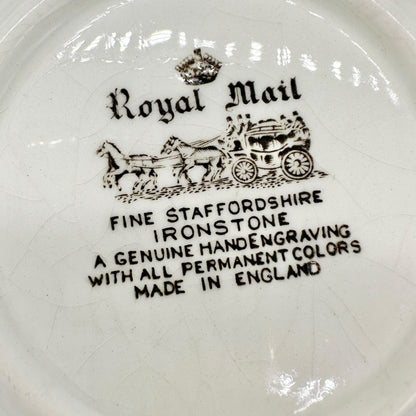 Royal Mail
FINE STAFFORDSHIRE
IRONSTONE
A GENUINE HANDENGRAVING
WITH ALL PERMANENT COLORS
MADE IN ENGLAND